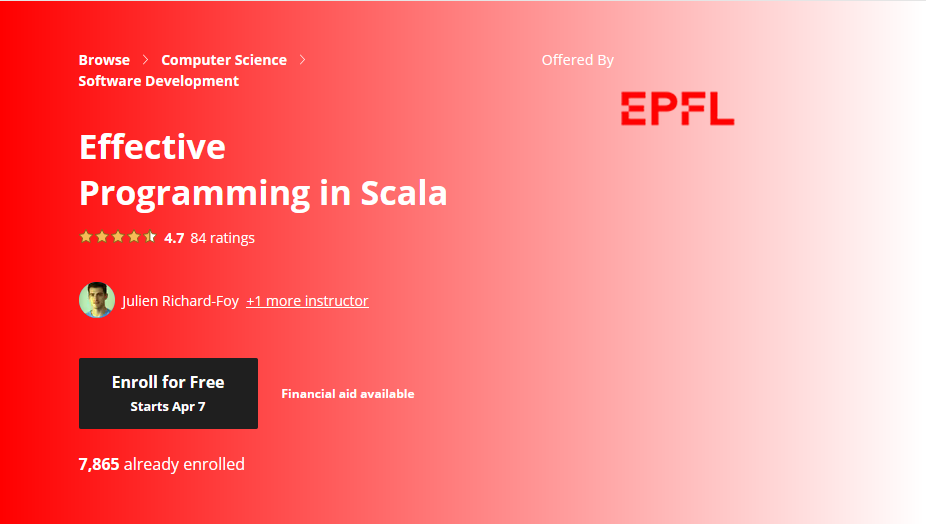 Browse > Computer Science >
Software Development
Offered By
EPFL
Effective
Programming in Scala
4.7 84 ratings
Julien Richard-Foy +1 more instructor
Enroll for Free
Starts Apr 7
Financial aid available
7,865 already enrolled